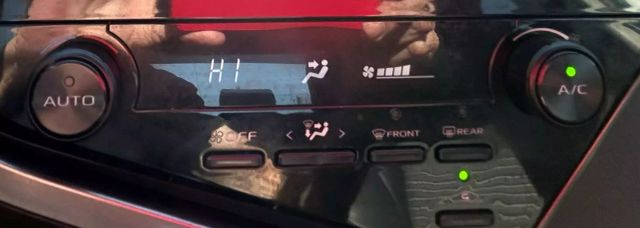 HI
AUTO
A/C
OFF
< >
FRONT
REAR